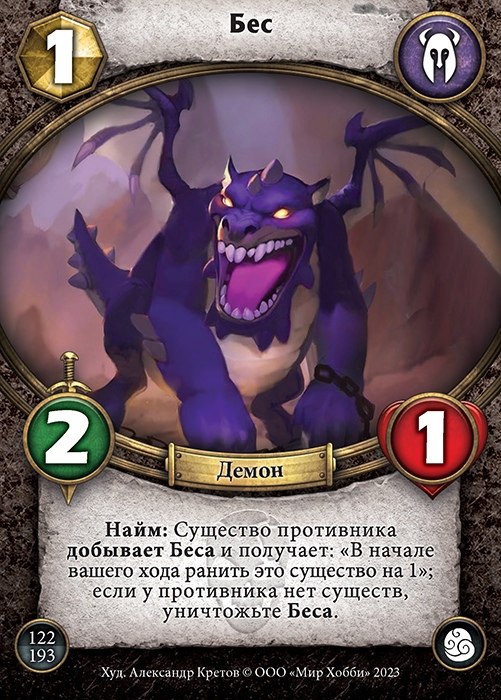 Бес
1
2
1
Демон
Найм: Существо противника
добывает Беса и получает: «В начале
вашего хода ранить это существо на 1»;
если у противника нет существ,
уничтожьте Беса.
122
193
Худ. Александр Кретов © ООО «Мир Хобби» 2023